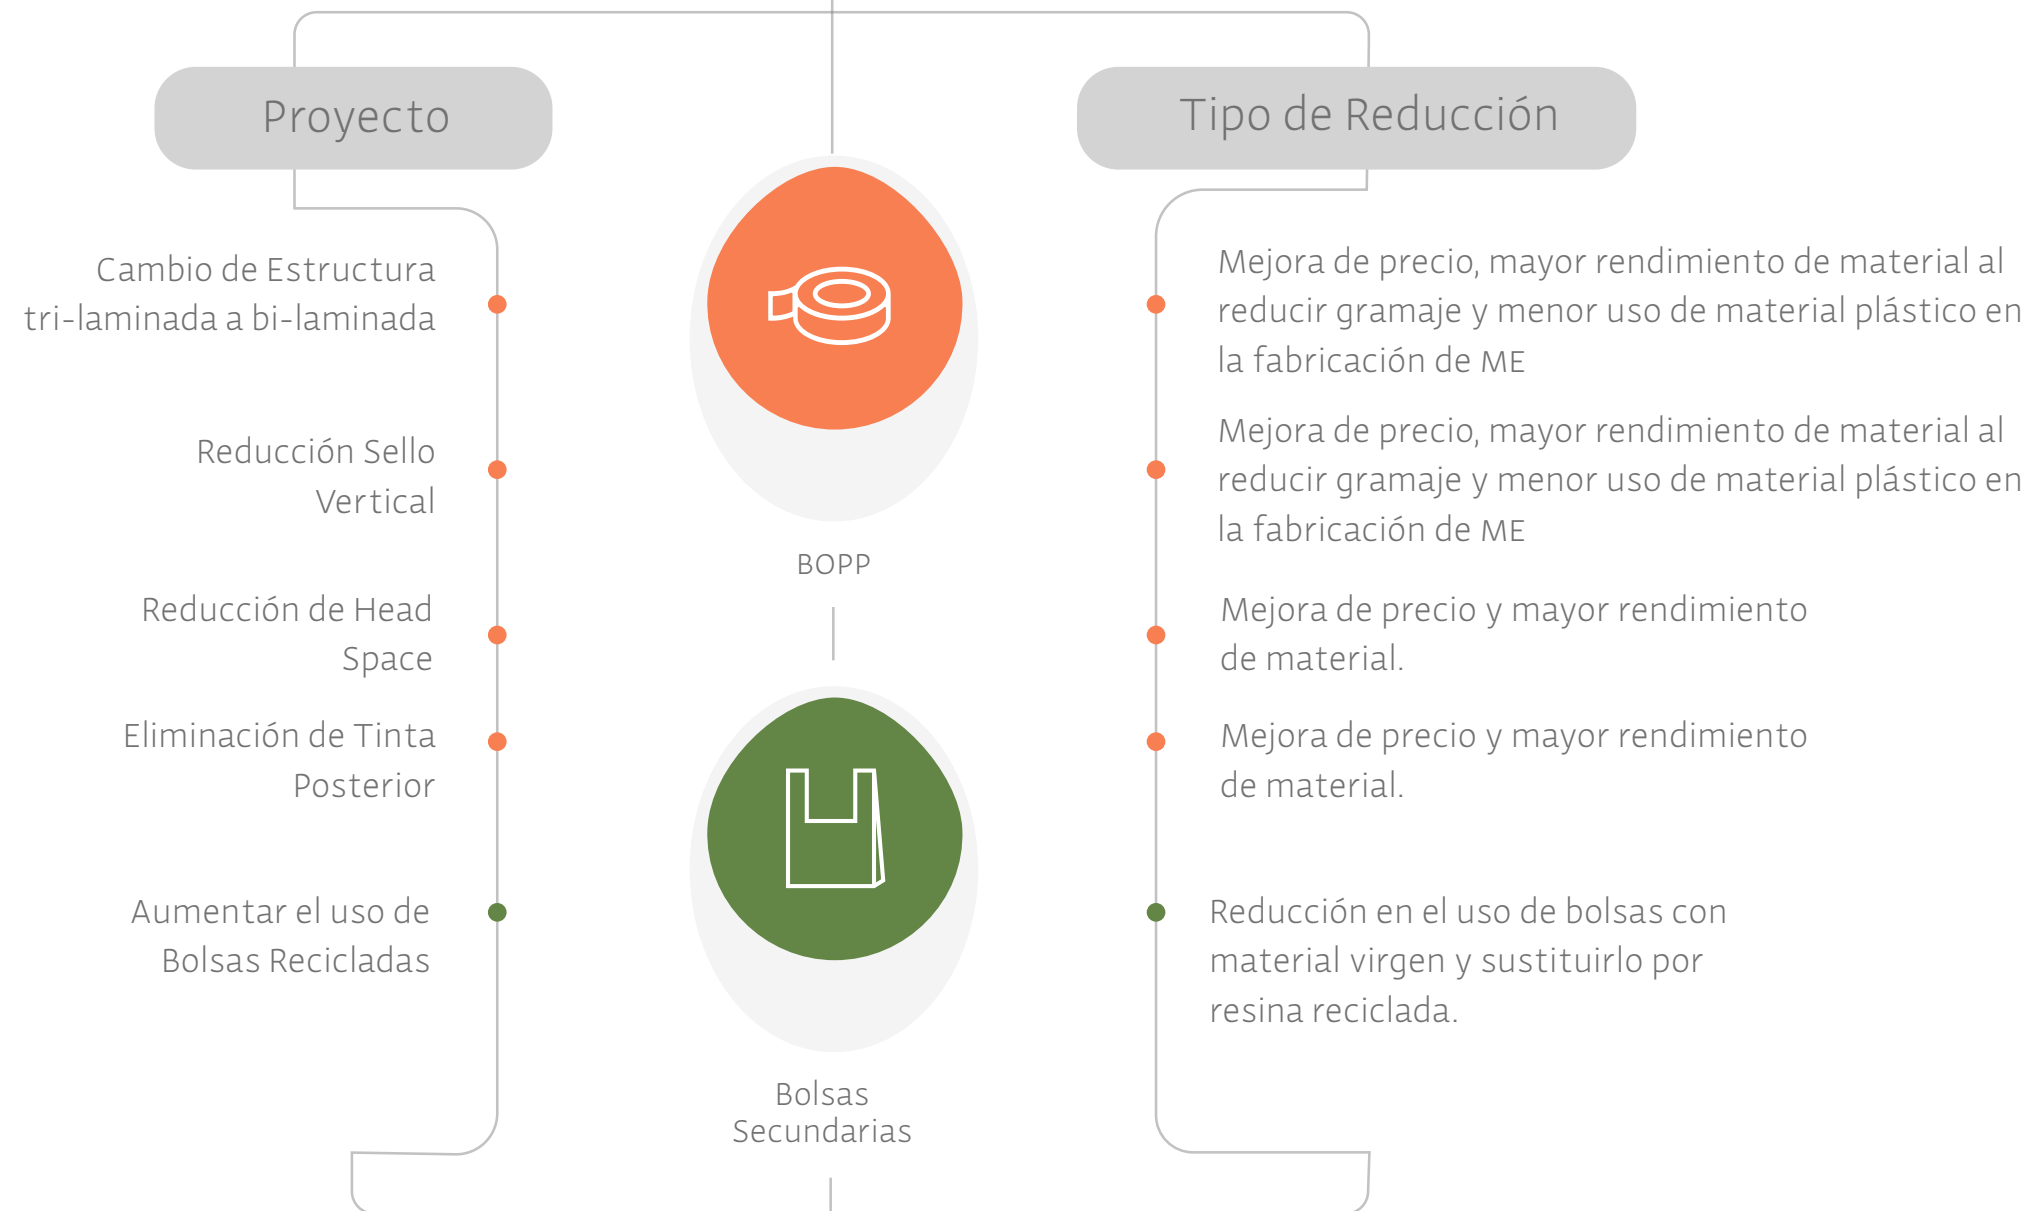 Proyecto
Tipo de Reducción
Cambio de Estructura
tri-laminada a bi-laminada
Mejora de precio, mayor rendimiento de material al
reducir gramaje y menor uso de material plástico en
la fabricación de ME
Reducción Sello
Vertical
Mejora de precio, mayor rendimiento de material al
reducir gramaje y menor uso de material plástico en
la fabricación de ME
BOPP
Reducción de Head
Space
Mejora de precio y mayor rendimiento
de material.
Eliminación de Tinta
Posterior
Mejora de precio y mayor rendimiento
de material.
Aumentar el uso de
Bolsas Recicladas
Reducción en el uso de bolsas con
material virgen y sustituirlo por
resina reciclada.
Bolsas
Secundarias